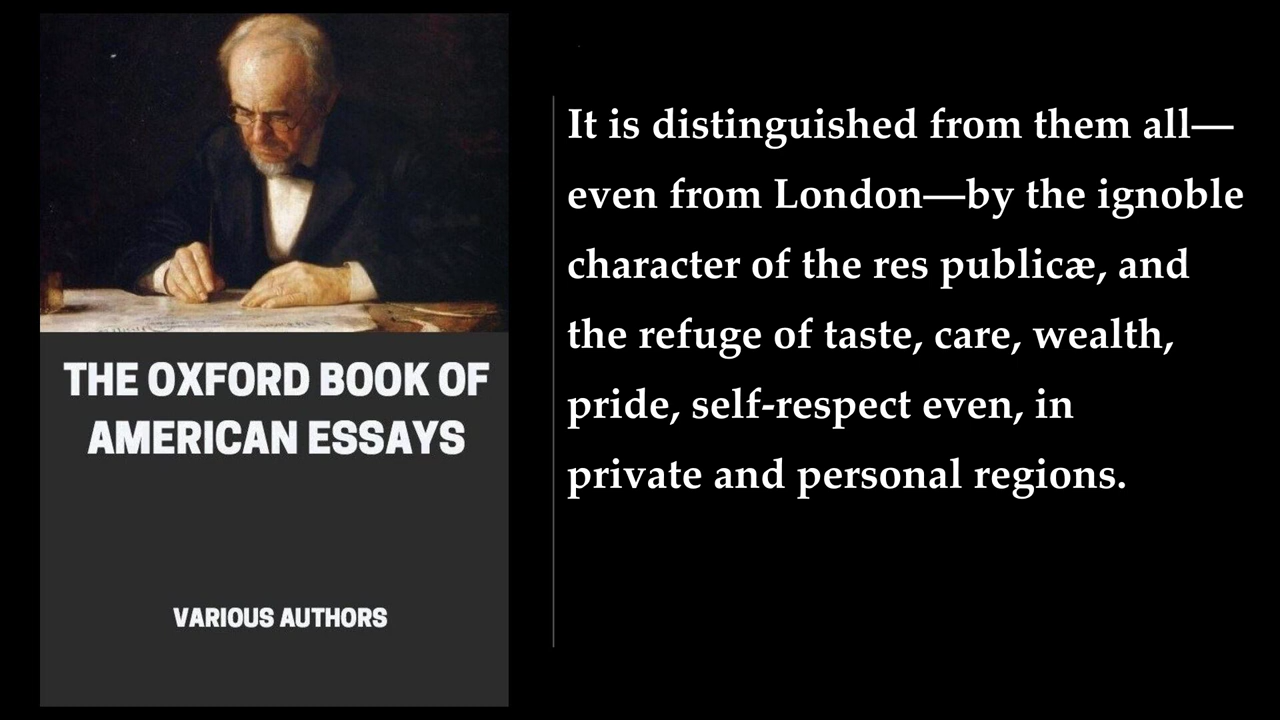 THE OXFORD BOOK OF
AMERICAN ESSAYS
VARIOUS AUTHORS
It is distinguished from them all—
even from London—by the ignoble
character of the res publicæ, and
the refuge of taste, care, wealth,
pride, self-respect even, in
private and personal regions.